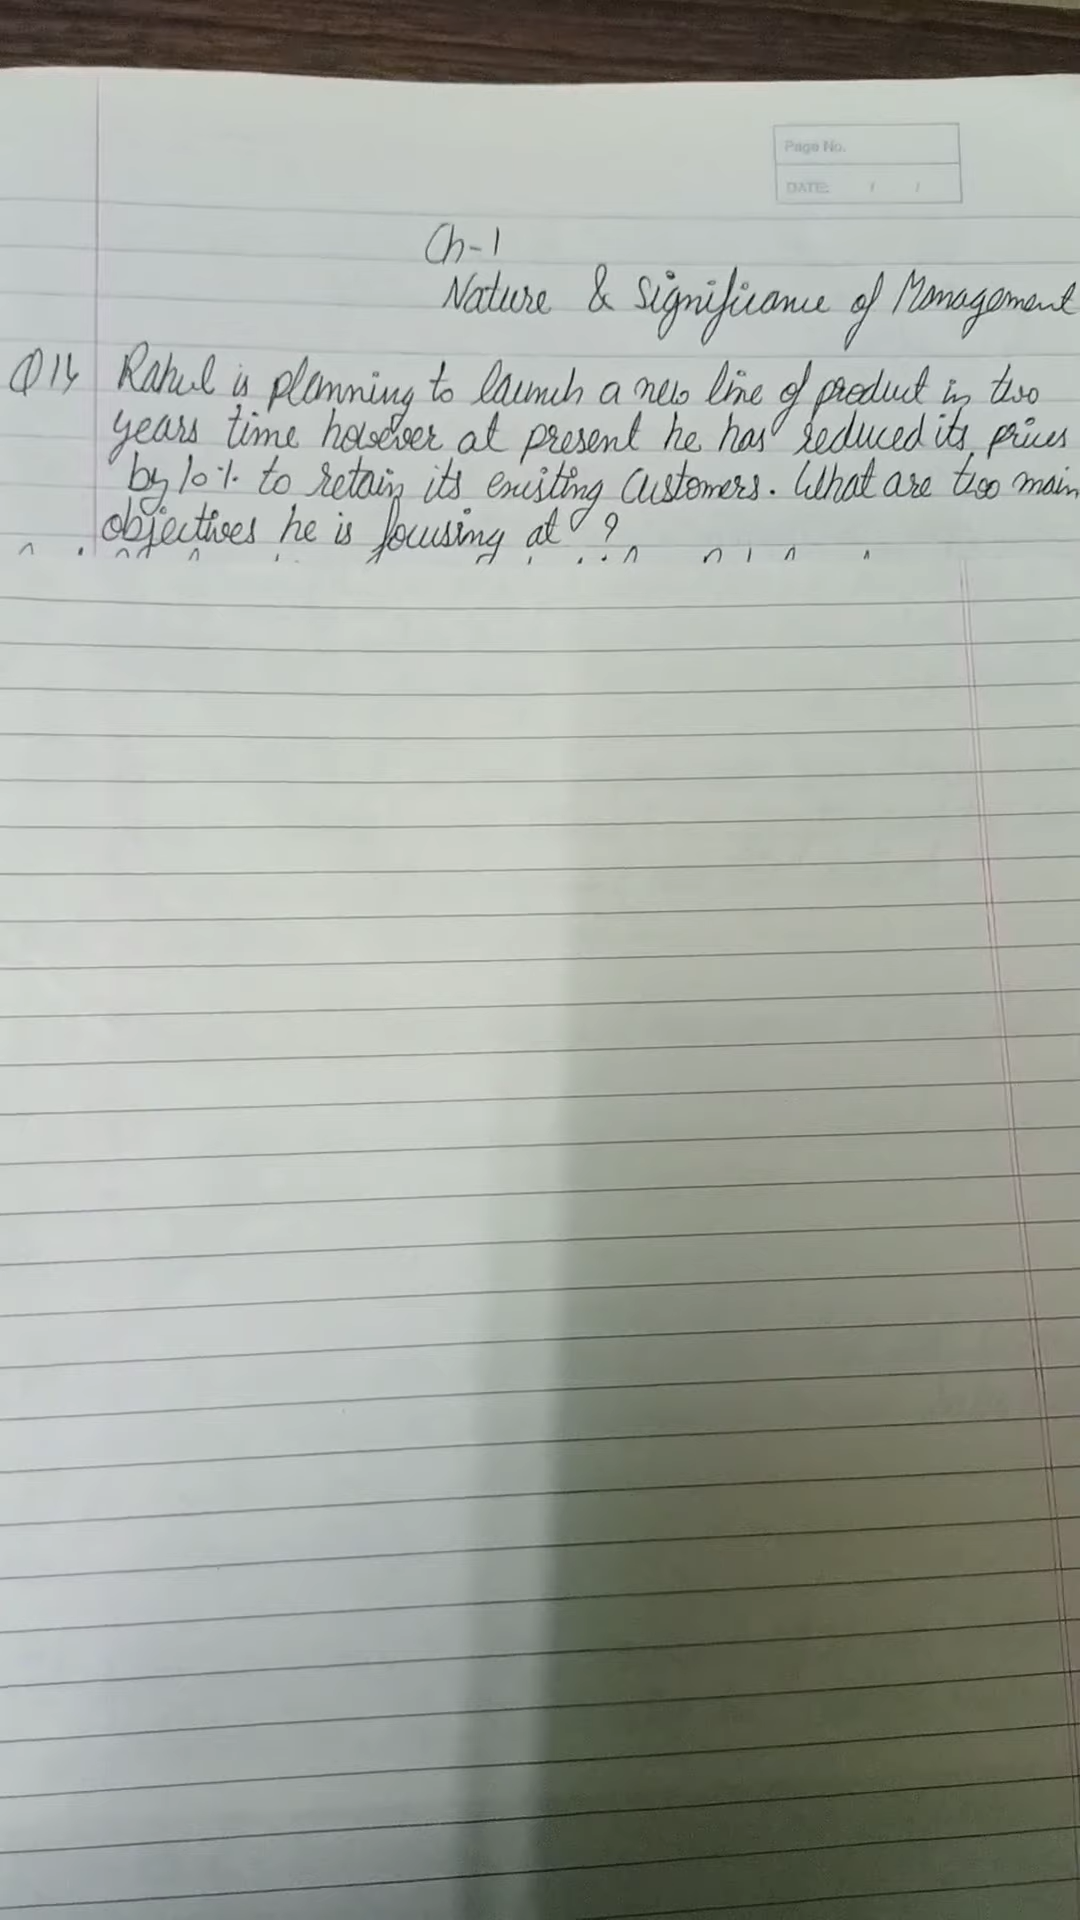 Page No.
DATE: / /
Ch-1
Nature & Significance of Management
Rahul is planning to launch a new line of product in two
years time however at present he has reduced its prices
by 10% to retain its existing Customers. What are two main
objectives he is focusing at ?